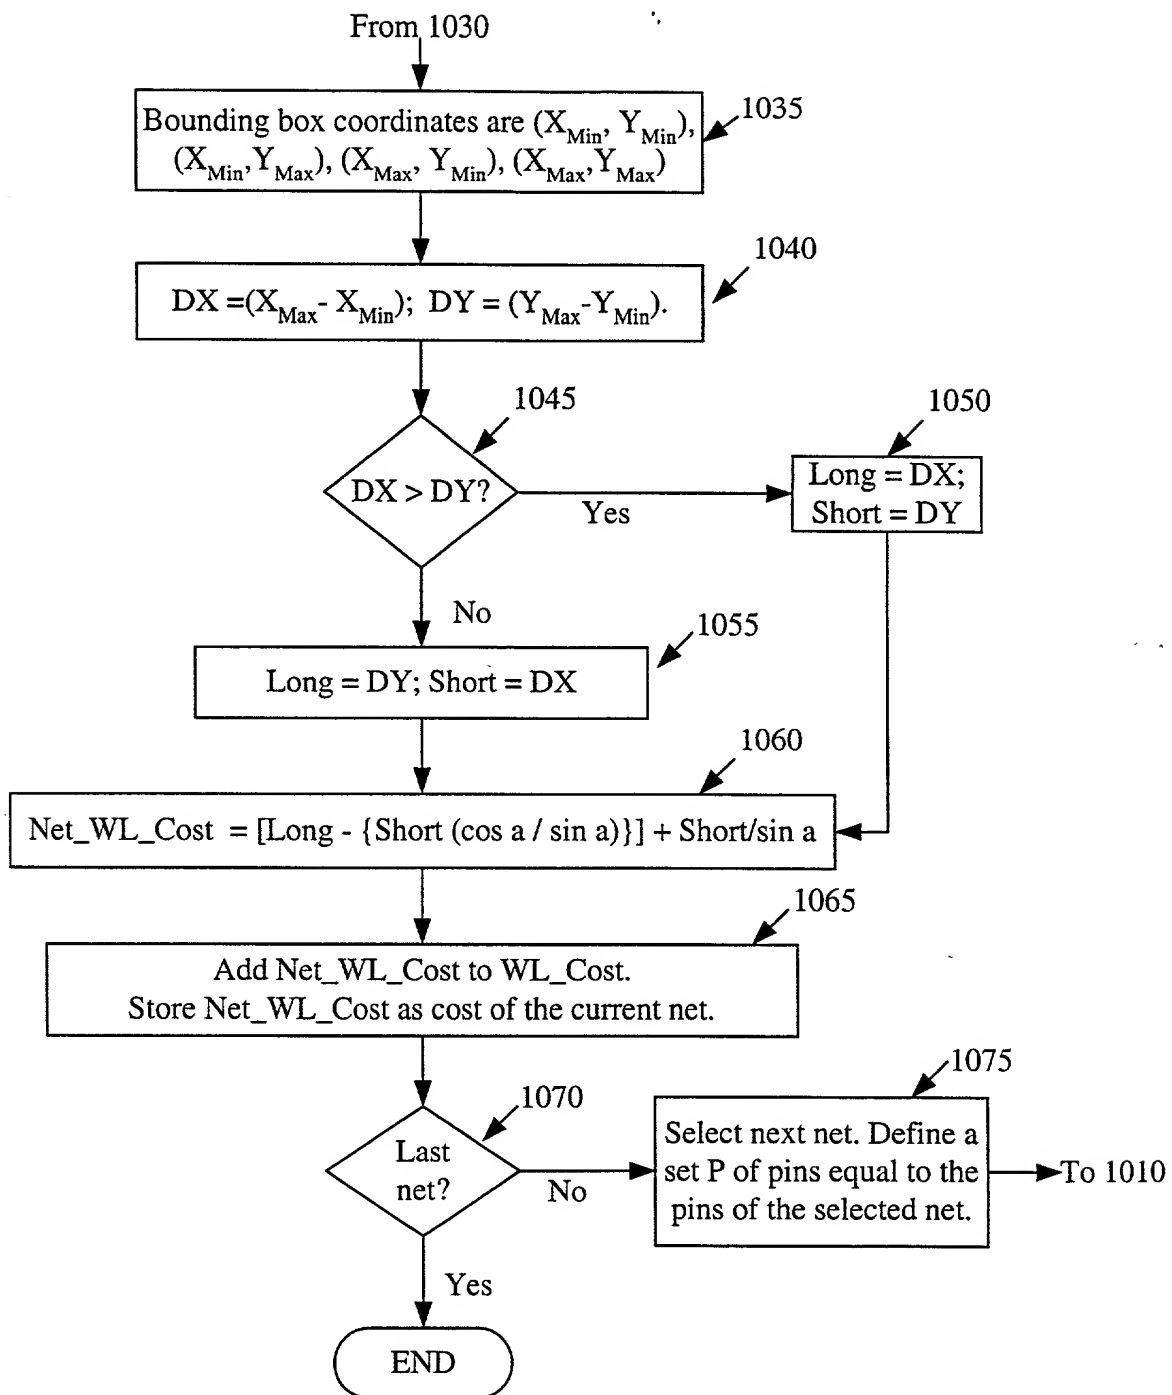 From 1030
Bounding box coordinates are (X_Min, Y_Min),
(X_Min,Y_Max), (X_Max, Y_Min), (X_Max,Y_Max)
1035
DX =(X_Max- X_Min); DY = (Y_Max-Y_Min).
1040
DX > DY?
1045
Yes
Long = DX;
Short = DY
1050
No
Long = DY; Short = DX
1055
Net_WL_Cost = [Long - {Short (cos a / sin a)}] + Short/sin a
1060
Add Net_WL_Cost to WL_Cost.
Store Net_WL_Cost as cost of the current net.
1065
Last
net?
1070
No
Select next net. Define a
set P of pins equal to the
pins of the selected net.
1075
To 1010
Yes
END